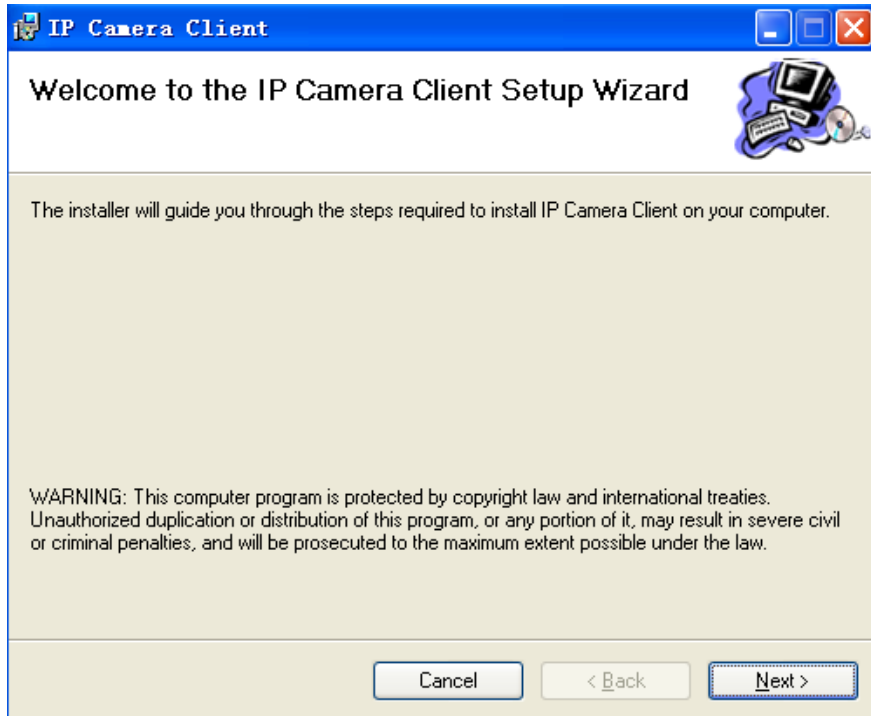 IP Camera Client
Welcome to the IP Camera Client Setup Wizard
The installer will guide you through the steps required to install IP Camera Client on your computer.
WARNING: This computer program is protected by copyright law and international treaties.
Unauthorized duplication or distribution of this program, or any portion of it, may result in severe civil
or criminal penalties, and will be prosecuted to the maximum extent possible under the law.
Cancel
< Back
Next >